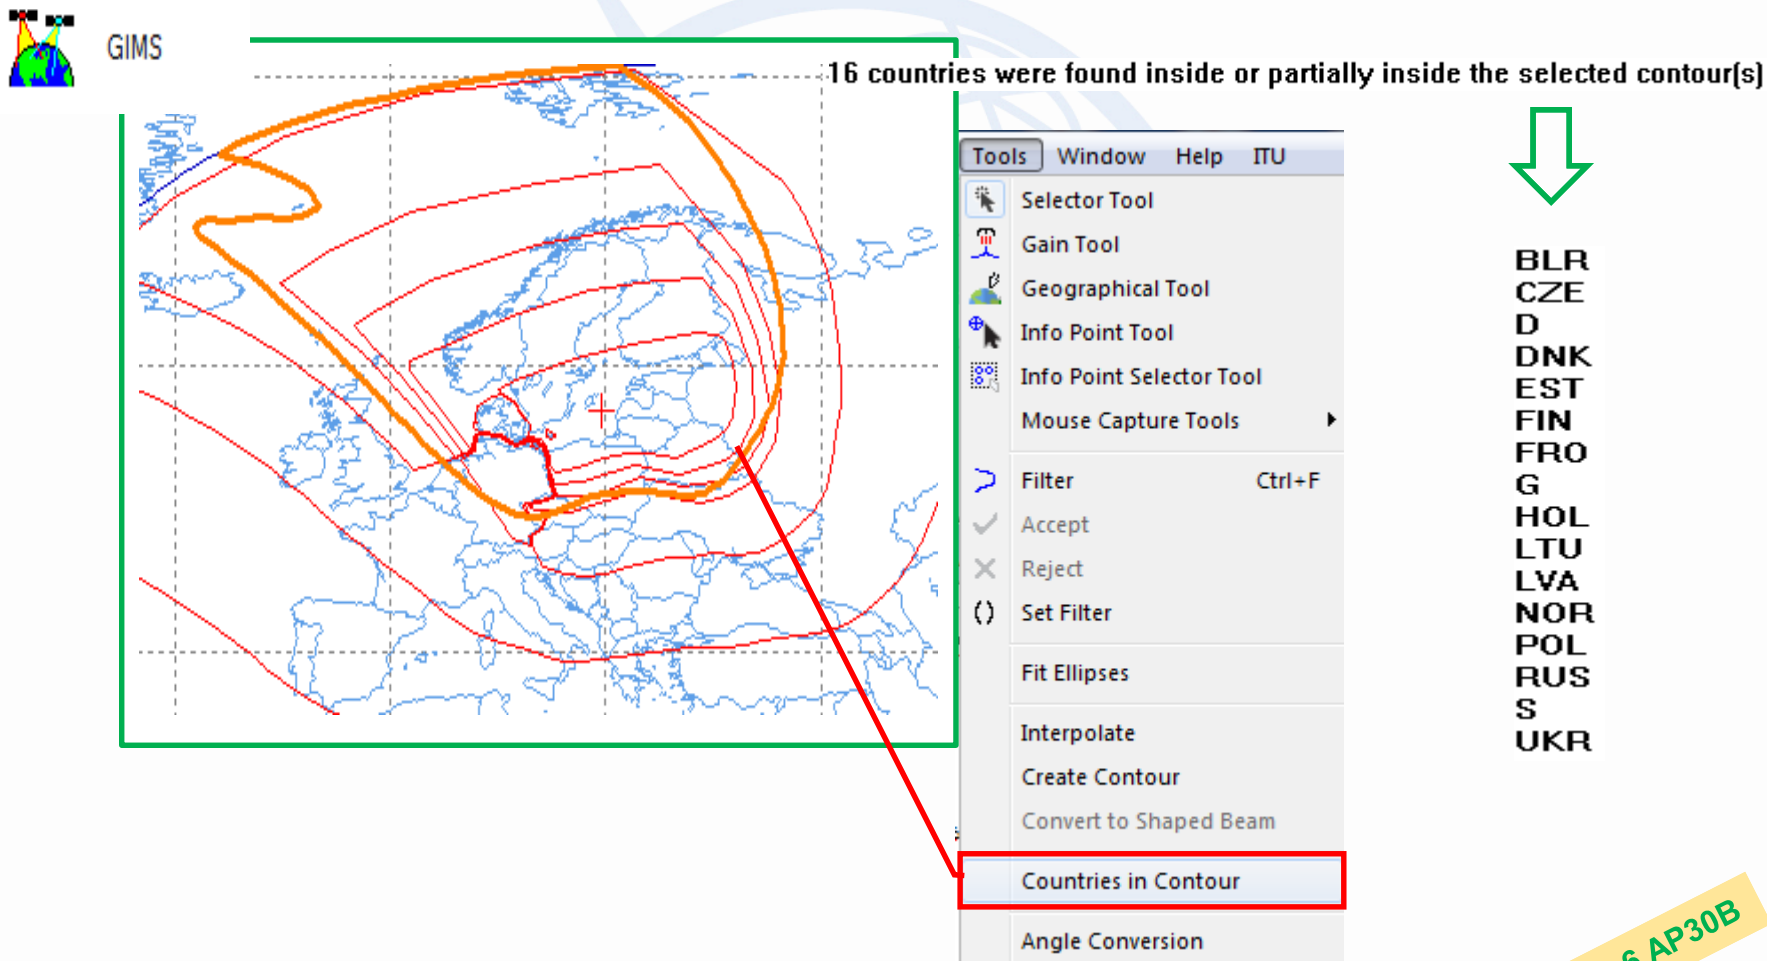 GIMS
16 countries were found inside or partially inside the selected contour(s)
Tools Window Help ITU
Selector Tool
Gain Tool
Geographical Tool
Info Point Tool
Info Point Selector Tool
Mouse Capture Tools
Filter Ctrl+F
Accept
Reject
Set Filter
Fit Ellipses
Interpolate
Create Contour
Convert to Shaped Beam
Countries in Contour
Angle Conversion
BLR
CZE
D
DNK
EST
FIN
FRO
G
HOL
LTU
LVA
NOR
POL
RUS
S
UKR
6 AP30B